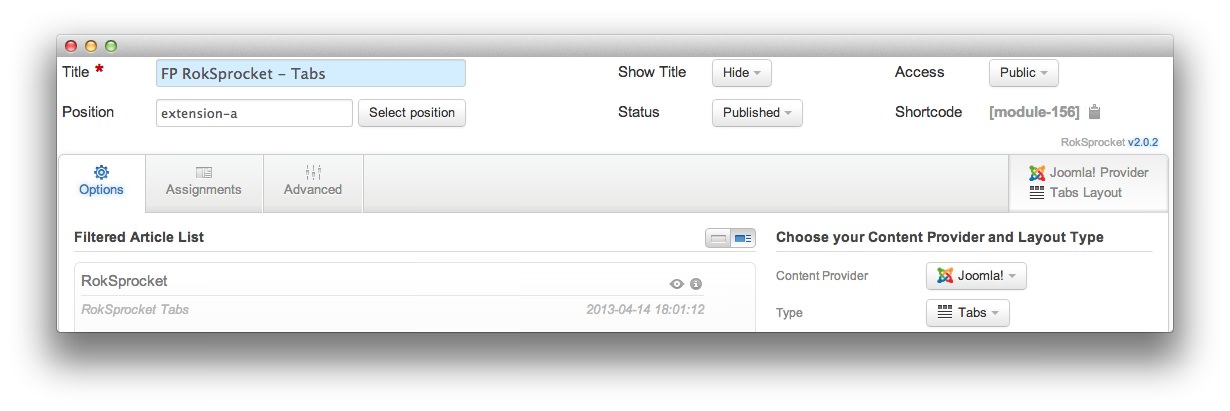 Title * FP RokSprocket – Tabs Show Title Hide Access Public
Position extension-a Select position Status Published Shortcode [module-156]
RokSprocket v2.0.2
Options Assignments Advanced Joomla! Provider
Tabs Layout
Filtered Article List Choose your Content Provider and Layout Type
RokSprocket Content Provider Joomla!
RokSprocket Tabs 2013-04-14 18:01:12 Type Tabs